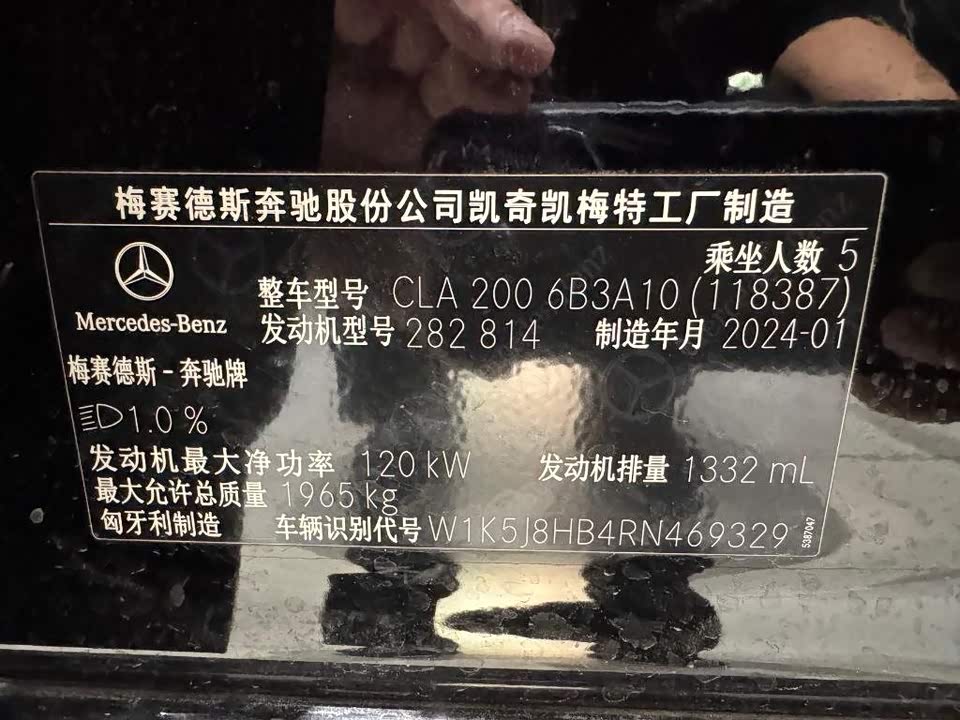 梅赛德斯奔驰股份公司凯奇凯梅特工厂制造
乘坐人数 5
整车型号 CLA 200 6B3A10 (118387)
Mercedes-Benz
发动机型号 282 814 制造年月 2024-01
梅赛德斯-奔驰牌
1.0 %
发动机最大净功率 120 kW 发动机排量 1332 mL
最大允许总质量 1965 kg
匈牙利制造 车辆识别代号 W1K5J8HB4RN469329
5387047